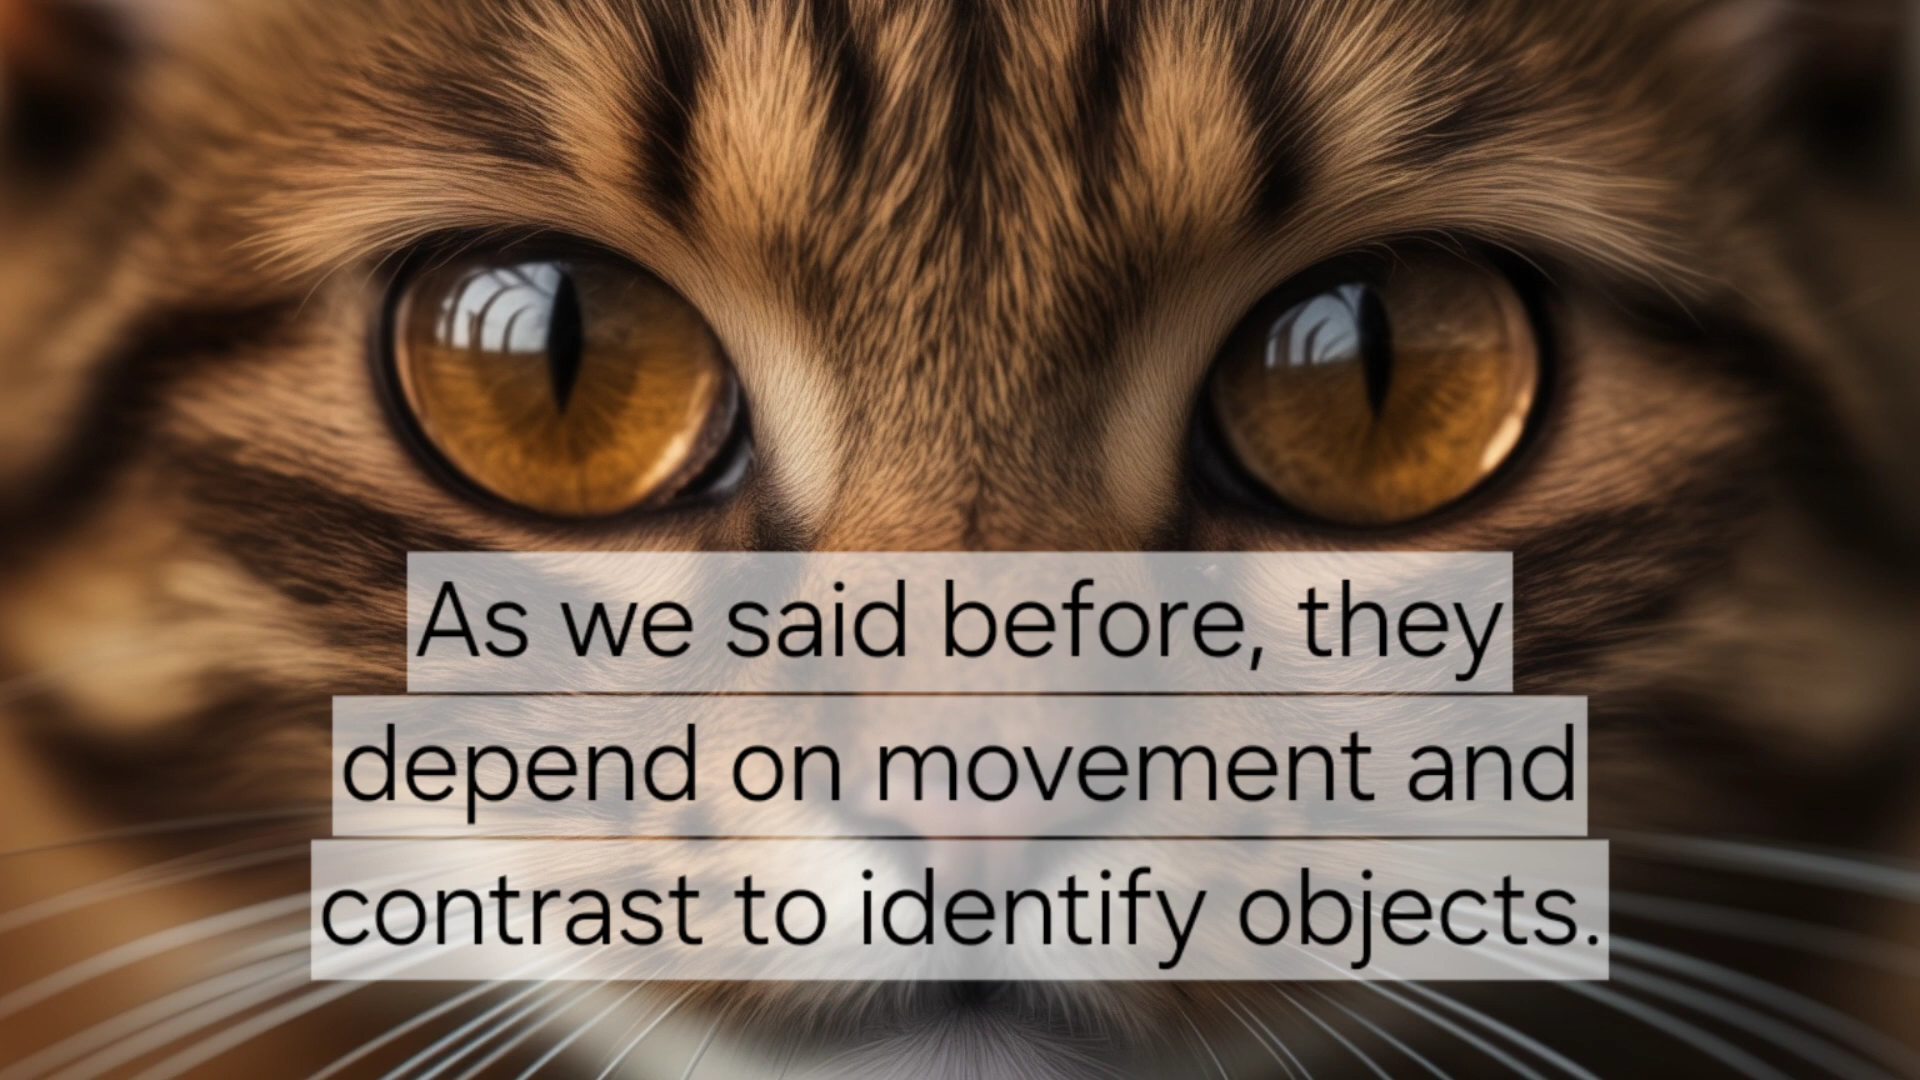 As we said before, they
depend on movement and
contrast to identify objects.